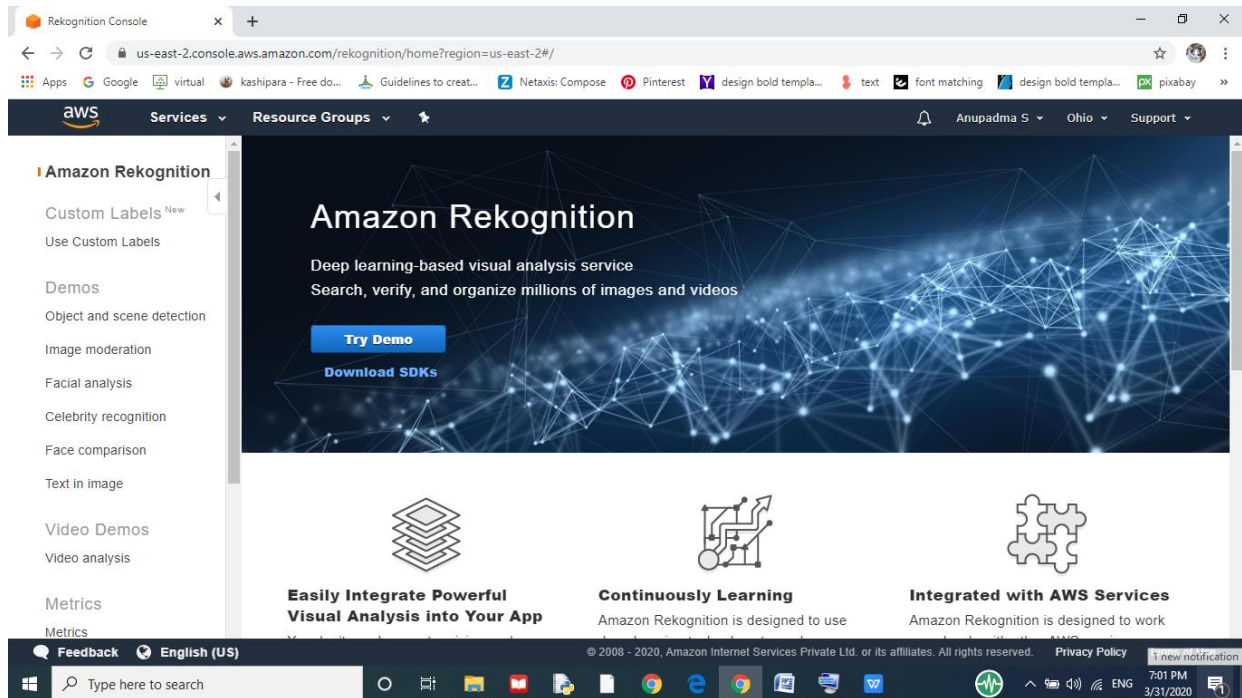 Rekognition Console
us-east-2.console.aws.amazon.com/rekognition/home?region=us-east-2#/
Apps Google virtual kashipara - Free do... Guidelines to creat... Netaxis: Compose Pinterest design bold templa... text font matching design bold templa... pixabay »
aws Services Resource Groups Anupadma S Ohio Support
Amazon Rekognition
Custom Labels New
Use Custom Labels
Demos
Object and scene detection
Image moderation
Facial analysis
Celebrity recognition
Face comparison
Text in image
Video Demos
Video analysis
Metrics
Metrics
Amazon Rekognition
Deep learning-based visual analysis service
Search, verify, and organize millions of images and videos
Try Demo
Download SDKs
Easily Integrate Powerful
Visual Analysis into Your App
Continuously Learning
Amazon Rekognition is designed to use
Integrated with AWS Services
Amazon Rekognition is designed to work
Feedback English (US) © 2008 - 2020, Amazon Internet Services Private Ltd. or its affiliates. All rights reserved. Privacy Policy
1 new notification
Type here to search
ENG
7:01 PM
3/31/2020